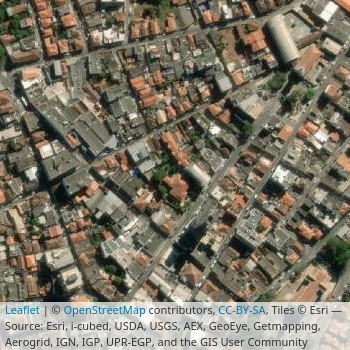 Leaflet | © OpenStreetMap contributors, CC-BY-SA, Tiles © Esri —
Source: Esri, i-cubed, USDA, USGS, AEX, GeoEye, Getmapping,
Aerogrid, IGN, IGP, UPR-EGP, and the GIS User Community